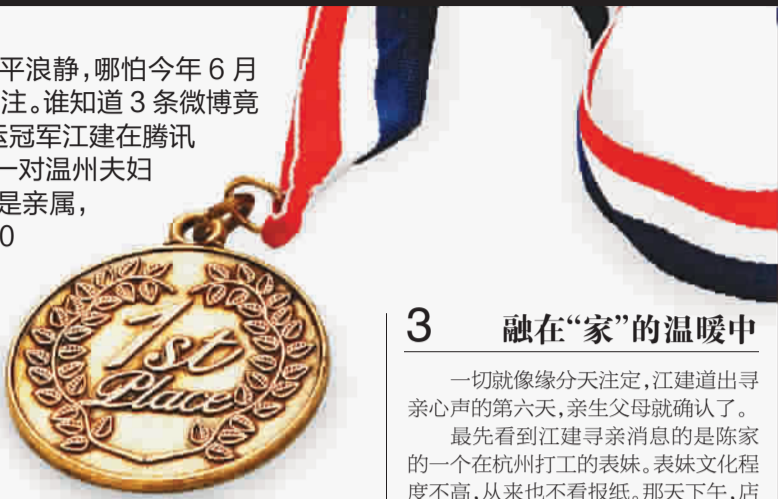 平浪静，哪怕今年 6 月
注。谁知道 3 条微博竟
运冠军江建在腾讯
一对温州夫妇
是亲属，
0
1st
Place
3 融在“家”的温暖中
一切就像缘分天注定，江建道出寻
亲心声的第六天，亲生父母就确认了。
最先看到江建寻亲消息的是陈家
的一个在杭州打工的表妹。表妹文化程
度不高，从来也不看报纸。那天下午，店